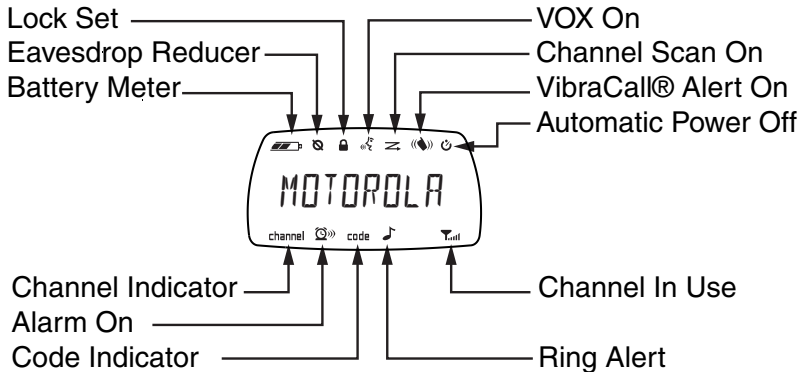 Lock Set
Eavesdrop Reducer
Battery Meter
VOX On
Channel Scan On
VibraCall® Alert On
Automatic Power Off
MOTOROLA
channel code
Channel Indicator
Alarm On
Code Indicator
Channel In Use
Ring Alert